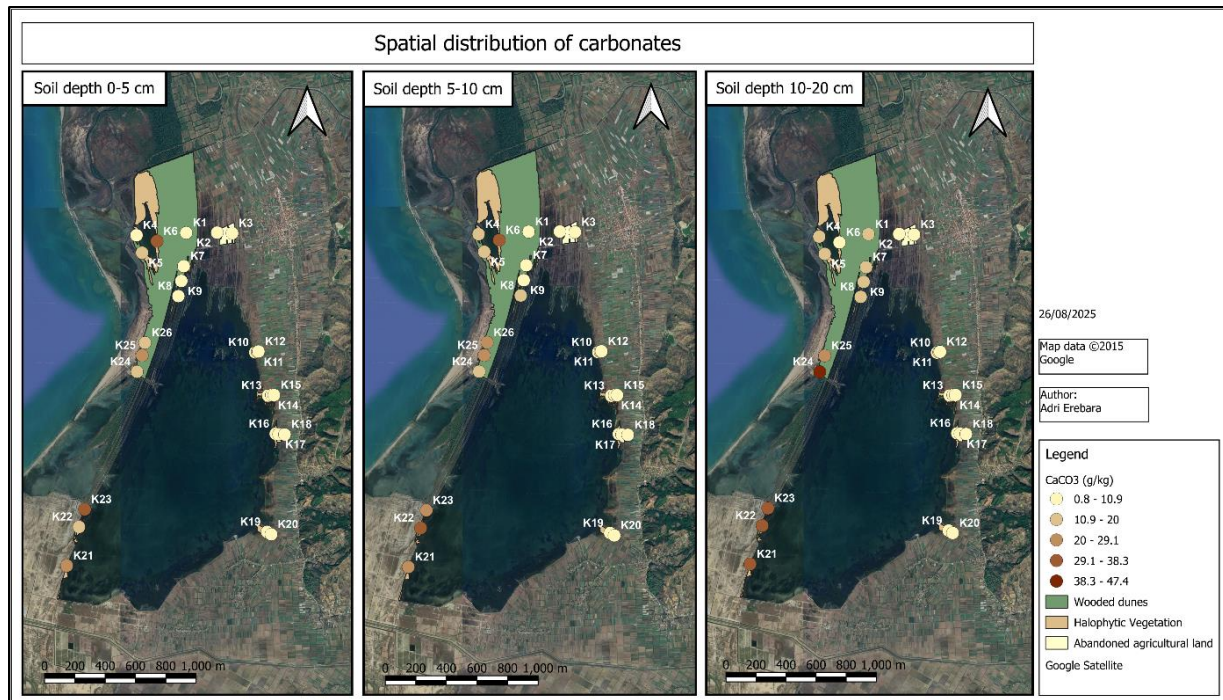 Spatial distribution of carbonates
Soil depth 0-5 cm
K4
K6
K1
K3
K2
K5
K7
K8
K9
K26
K25
K24
K10
K12
K11
K13
K15
K14
K16
K18
K17
K23
K22
K21
K19
K20
0 200 400 600 800 1,000 m
Soil depth 5-10 cm
K4
K6
K1
K3
K2
K5
K7
K8
K9
K26
K25
K24
K10
K12
K11
K13
K15
K14
K16
K18
K17
K23
K22
K21
K19
K20
0 200 400 600 800 1,000 m
Soil depth 10-20 cm
K4
K6
K1
K3
K2
K5
K7
K8
K9
K25
K24
K10
K12
K11
K13
K15
K14
K16
K18
K17
K23
K22
K21
K19
K20
0 200 400 600 800 1,000 m
26/08/2025
Map data ©2015
Google
Author:
Adri Erebara
Legend
CaCO3 (g/kg)
0.8 - 10.9
10.9 - 20
20 - 29.1
29.1 - 38.3
38.3 - 47.4
Wooded dunes
Halophytic Vegetation
Abandoned agricultural land
Google Satellite